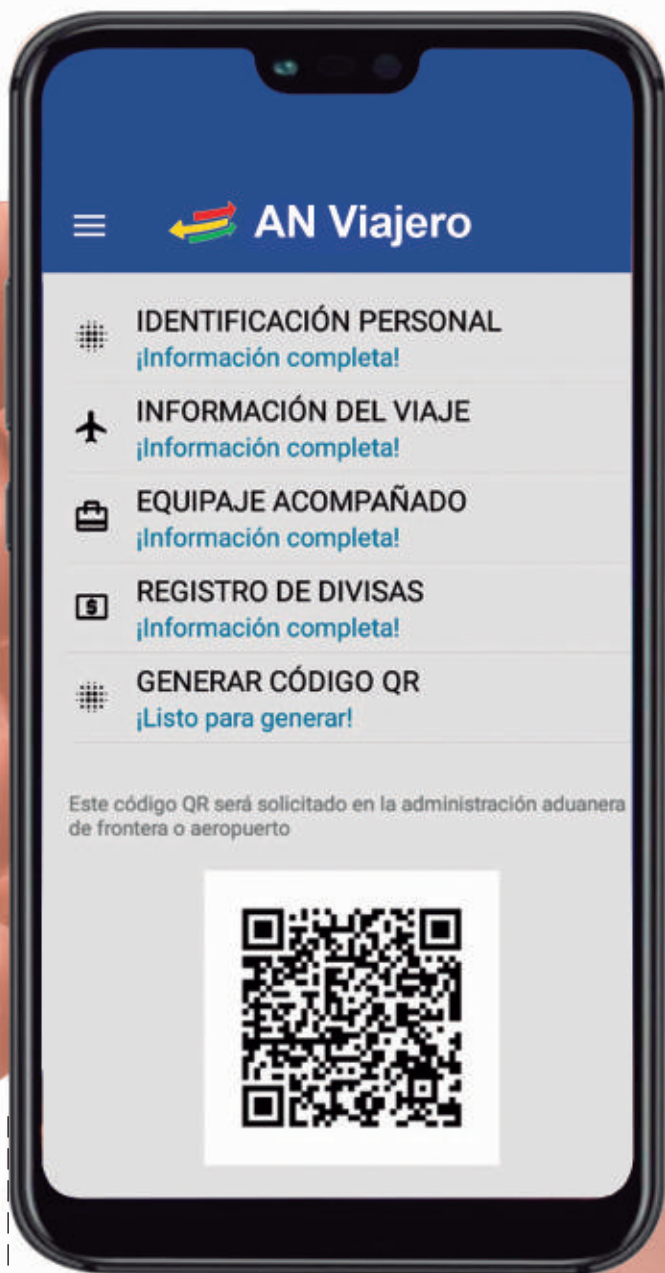 AN Viajero
IDENTIFICACIÓN PERSONAL
¡Información completa!
INFORMACIÓN DEL VIAJE
¡Información completa!
EQUIPAJE ACOMPAÑADO
¡Información completa!
REGISTRO DE DIVISAS
¡Información completa!
GENERAR CÓDIGO QR
¡Listo para generar!
Este código QR será solicitado en la administración aduanera
de frontera o aeropuerto